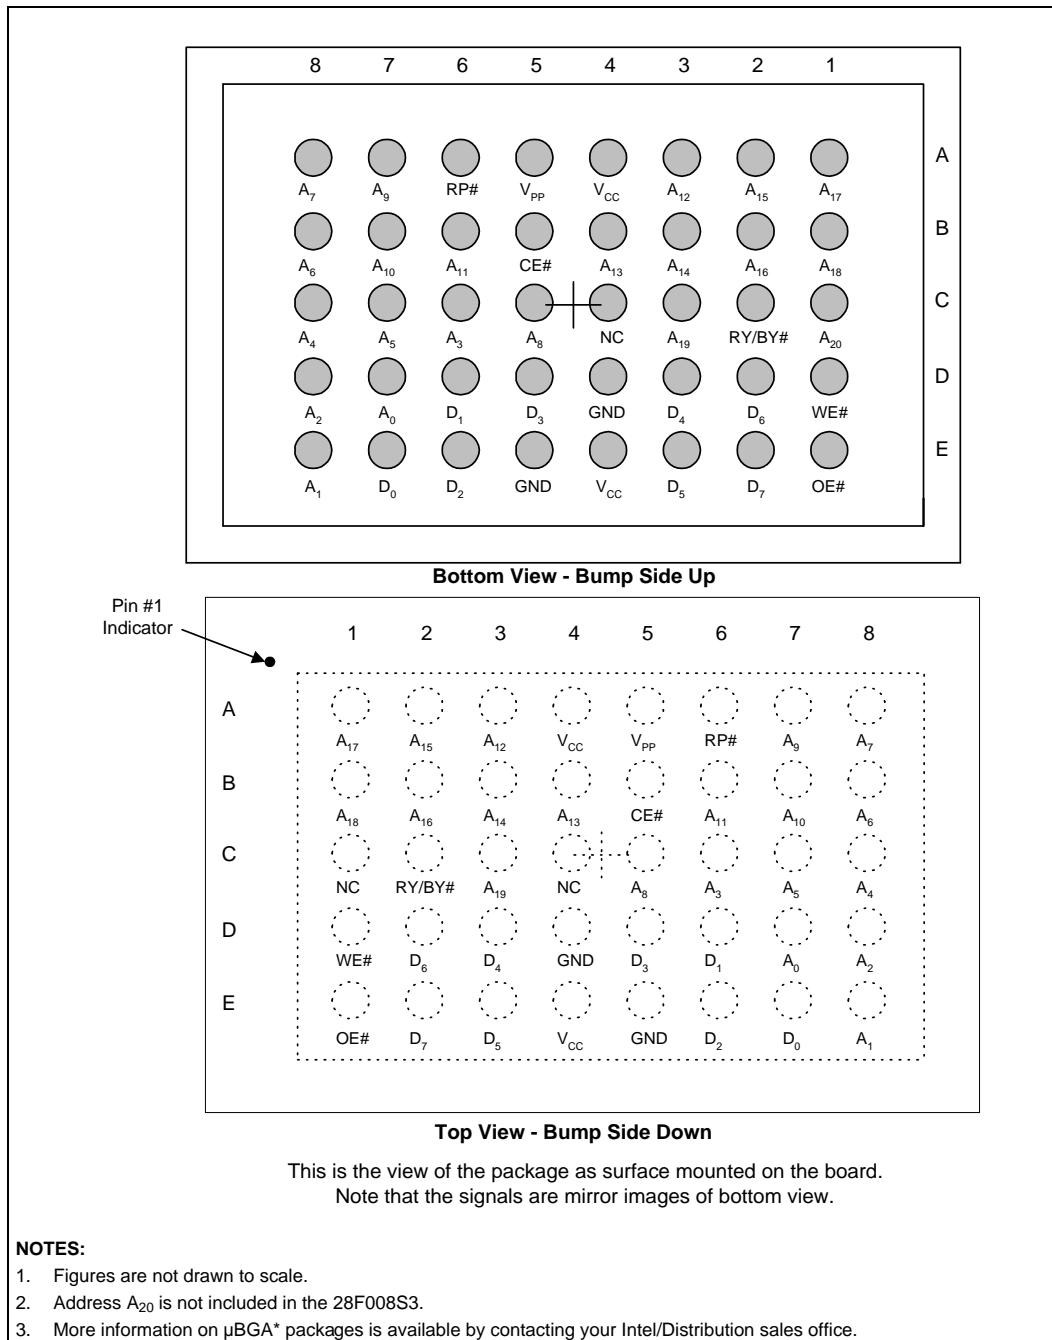 8 7 6 5 4 3 2 1
A
A7 A9 RP# VPP VCC A12 A15 A17
B
A6 A10 A11 CE# A13 A14 A16 A18
C
A4 A5 A3 A8 NC A19 RY/BY# A20
D
A2 A0 D1 D3 GND D4 D6 WE#
E
A1 D0 D2 GND VCC D5 D7 OE#
Bottom View - Bump Side Up
Pin #1
Indicator
1 2 3 4 5 6 7 8
A
A17 A15 A12 VCC VPP RP# A9 A7
B
A18 A16 A14 A13 CE# A11 A10 A6
C
NC RY/BY# A19 NC A8 A3 A5 A4
D
WE# D6 D4 GND D3 D1 A0 A2
E
OE# D7 D5 VCC GND D2 D0 A1
Top View - Bump Side Down
This is the view of the package as surface mounted on the board.
Note that the signals are mirror images of bottom view.
NOTES:
1. Figures are not drawn to scale.
2. Address A20 is not included in the 28F008S3.
3. More information on µBGA* packages is available by contacting your Intel/Distribution sales office.